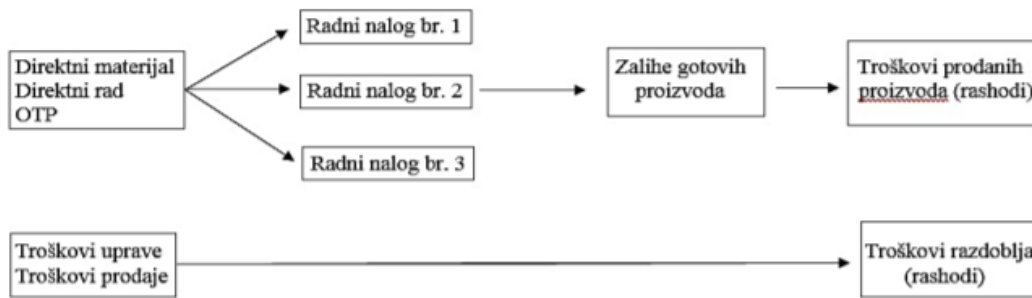 Radni nalog br. 1
Direktni materijal
Direktni rad
OTP
Radni nalog br. 2
Zalihe gotovih
proizvoda
Troškovi prodanih
proizvoda (rashodi)
Radni nalog br. 3
Troškovi uprave
Troškovi prodaje
Troškovi razdoblja
(rashodi)